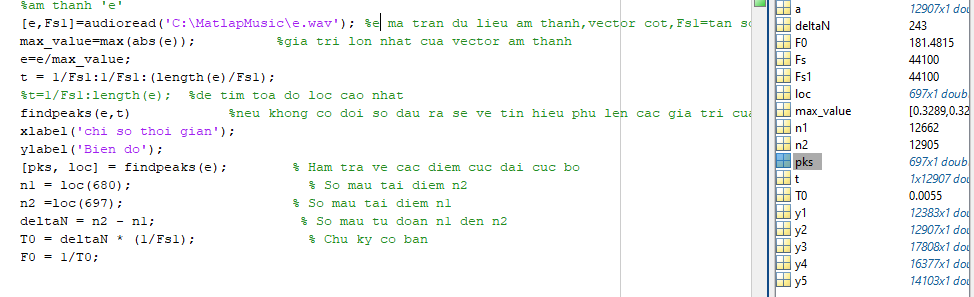 %am thanh 'e'
[e,Fs1]=audioread('C:\MatlapMusic\e.wav'); %e ma tran du lieu am thanh,vector cot,Fs1=tan so
max_value=max(abs(e)); %gia tri lon nhat cua vector am thanh
e=e/max_value;
t = 1/Fs1:1/Fs1:(length(e)/Fs1);
%t=1/Fs1:length(e); %de tim toa do loc cao nhat
findpeaks(e,t) %neu khong co doi so dau ra se ve tin hieu phu len cac gia tri cua
xlabel('chi so thoi gian');
ylabel('Bien do');
[pks, loc] = findpeaks(e); % Ham tra ve cac diem cuc dai cuc bo
n1 = loc(680); % So mau tai diem n2
n2 =loc(697); % So mau tai diem n1
deltaN = n2 - n1; % So mau tu doan n1 den n2
T0 = deltaN * (1/Fs1); % Chu ky co ban
F0 = 1/T0;
a 12907x1 dou
deltaN 243
F0 181.4815
Fs 44100
Fs1 44100
loc 697x1 doub
max_value [0.3289,0.32
n1 12662
n2 12905
pks 697x1 doub
t 1x12907 dou
T0 0.0055
y1 12383x1 dou
y2 12907x1 dou
y3 17808x1 dou
y4 16377x1 dou
y5 14103x1 dou